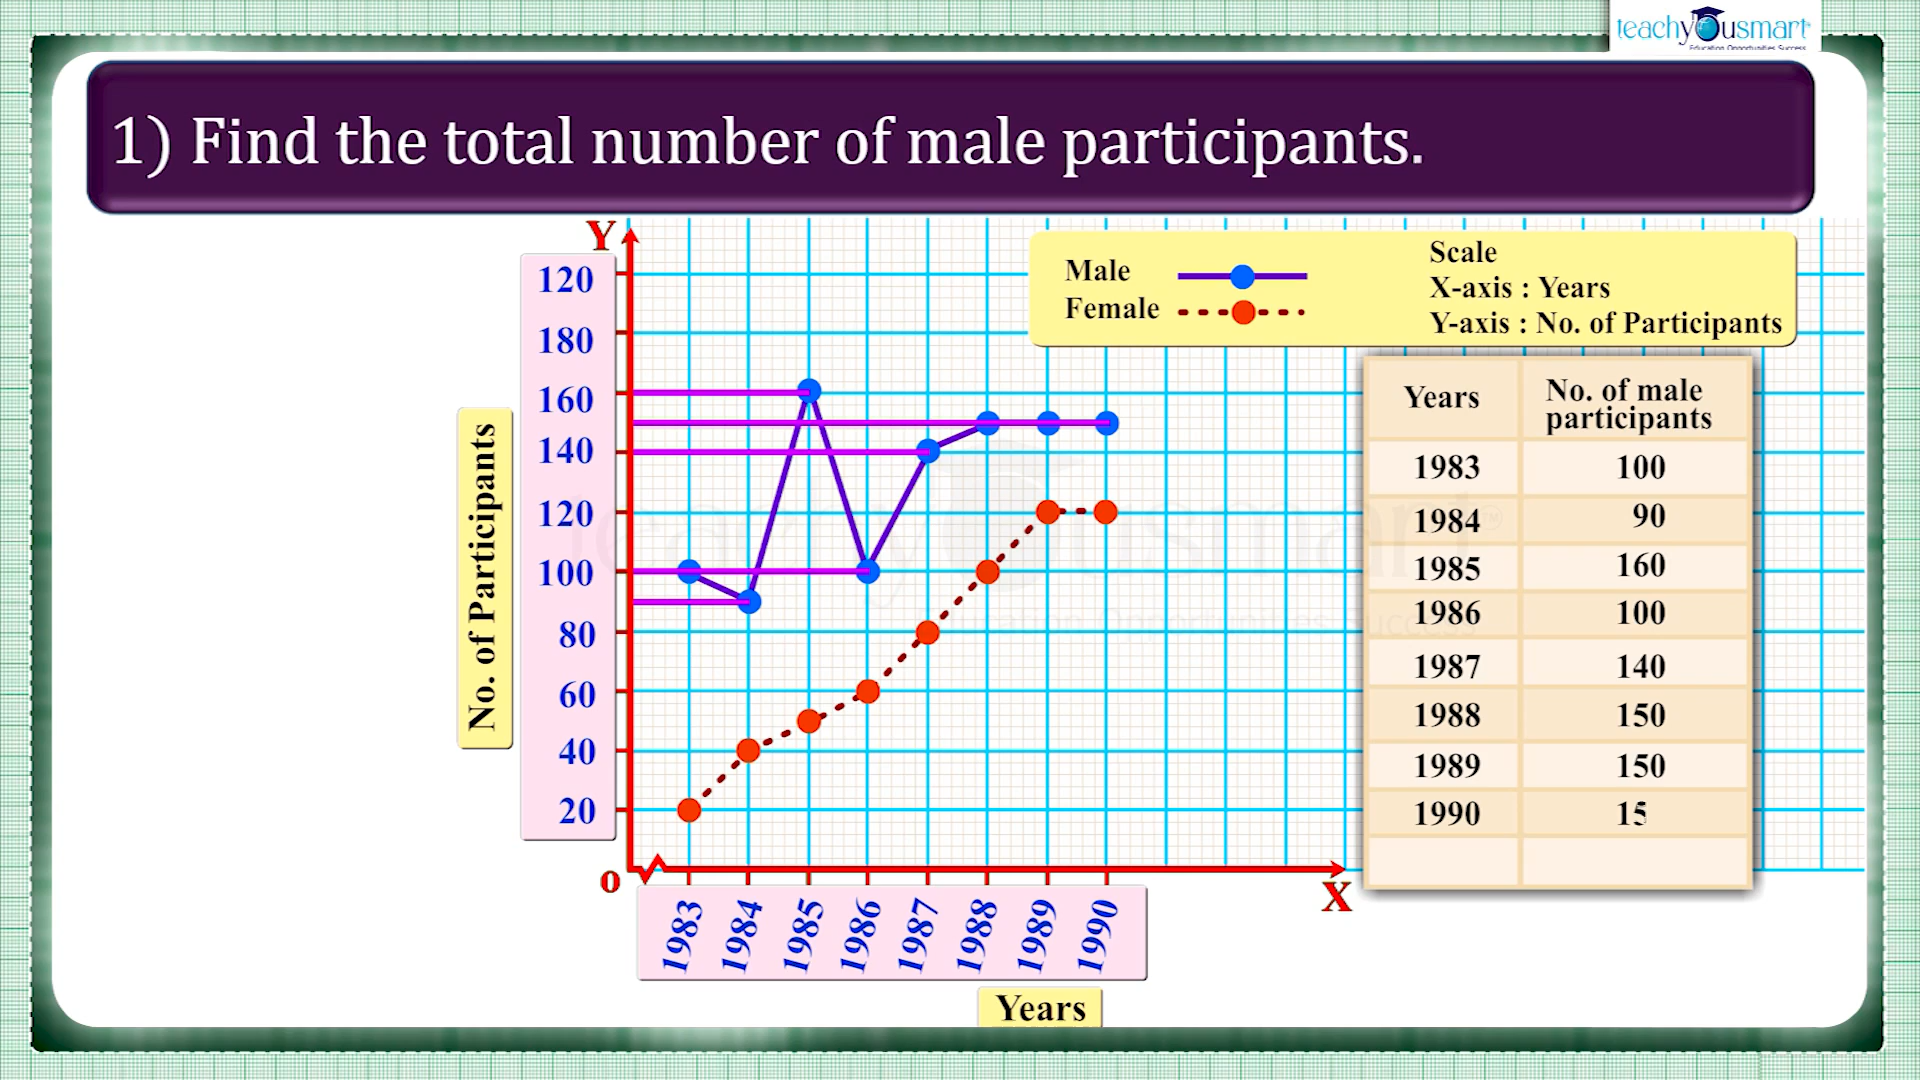 teachyousmart
Education Opportunities Success
1) Find the total number of male participants.
Y
120
180
160
140
120
100
80
60
40
20
0
No. of Participants
Male
Female
Scale
X-axis : Years
Y-axis : No. of Participants
Years No. of male participants
1983 100
1984 90
1985 160
1986 100
1987 140
1988 150
1989 150
1990 15
X
1983 1984 1985 1986 1987 1988 1989 1990
Years